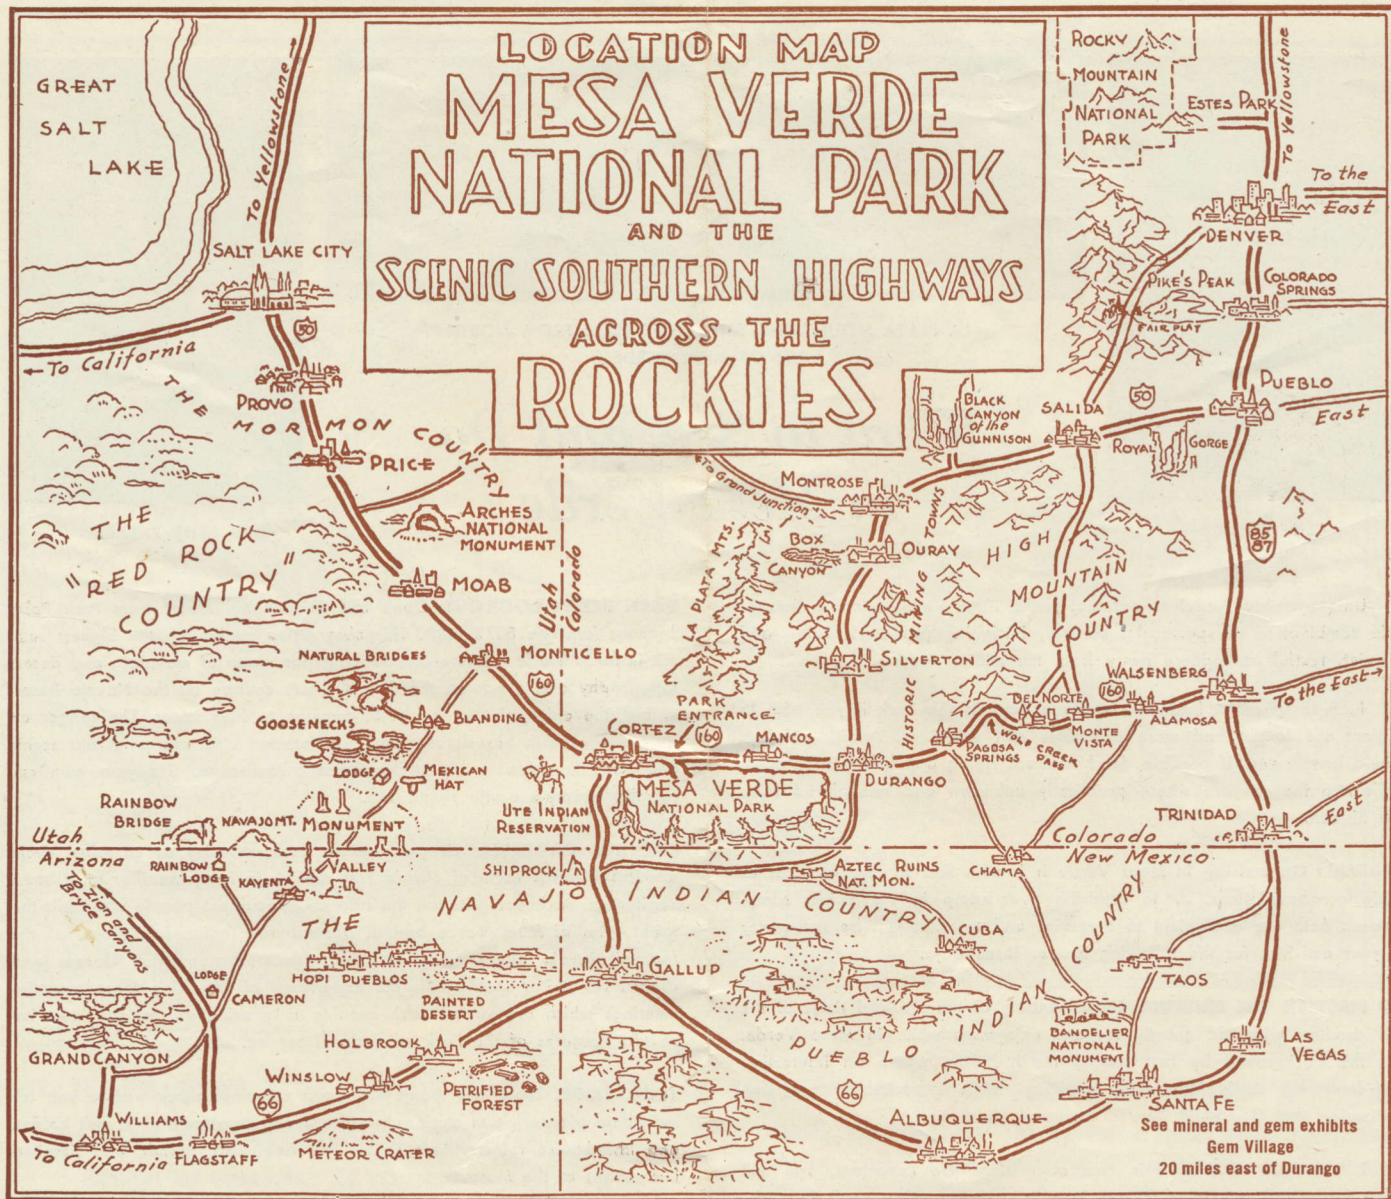 LOCATION MAP
MESA VERDE
NATIONAL PARK
AND THE
SCENIC SOUTHERN HIGHWAYS
ACROSS THE
ROCKIES
GREAT
SALT
LAKE
To Yellowstone
SALT LAKE CITY
← To California
50
PROVO
THE
MORMON COUNTRY
PRICE
THE
"RED ROCK
COUNTRY"
ARCHES
NATIONAL
MONUMENT
MOAB
Utah
Colorado
MONTICELLO
160
NATURAL BRIDGES
BLANDING
GOOSENECKS
LODGE
MEXICAN
HAT
RAINBOW
BRIDGE
NAVAJO MT.
MONUMENT
VALLEY
Utah
Arizona
RAINBOW
LODGE
KAYENTA
To Zion and
Bryce Canyons
THE
NAVAJO INDIAN COUNTRY
HOPI PUEBLOS
LODGE
CAMERON
PAINTED
DESERT
GRAND CANYON
HOLBROOK
WINSLOW
PETRIFIED
FOREST
66
WILLIAMS
FLAGSTAFF
METEOR CRATER
To California
ROCKY
MOUNTAIN
NATIONAL
PARK
ESTES PARK
To Yellowstone
To the
East
DENVER
PIKE'S PEAK
COLORADO
SPRINGS
FAIRPLAY
BLACK
CANYON
of the
GUNNISON
SALIDA
50
PUEBLO
East
ROYAL
GORGE
To Grand Junction
MONTROSE
BOX
CANYON
OURAY
LA PLATA MTS.
HISTORIC MINING TOWNS
HIGH
MOUNTAIN
COUNTRY
85
87
SILVERTON
PARK
ENTRANCE
CORTEZ
160
MANCOS
DURANGO
PAGOSA
SPRINGS
WOLF CREEK
PASS
DEL NORTE
MONTE
VISTA
160
ALAMOSA
WALSENBERG
To the East
UTE INDIAN
RESERVATION
MESA VERDE
NATIONAL PARK
TRINIDAD
East
Colorado
New Mexico
SHIPROCK
AZTEC RUINS
NAT. MON.
CHAMA
CUBA
GALLUP
PUEBLO INDIAN COUNTRY
TAOS
BANDELIER
NATIONAL
MONUMENT
LAS
VEGAS
66
ALBUQUERQUE
SANTA FE
See mineral and gem exhibits
Gem Village
20 miles east of Durango